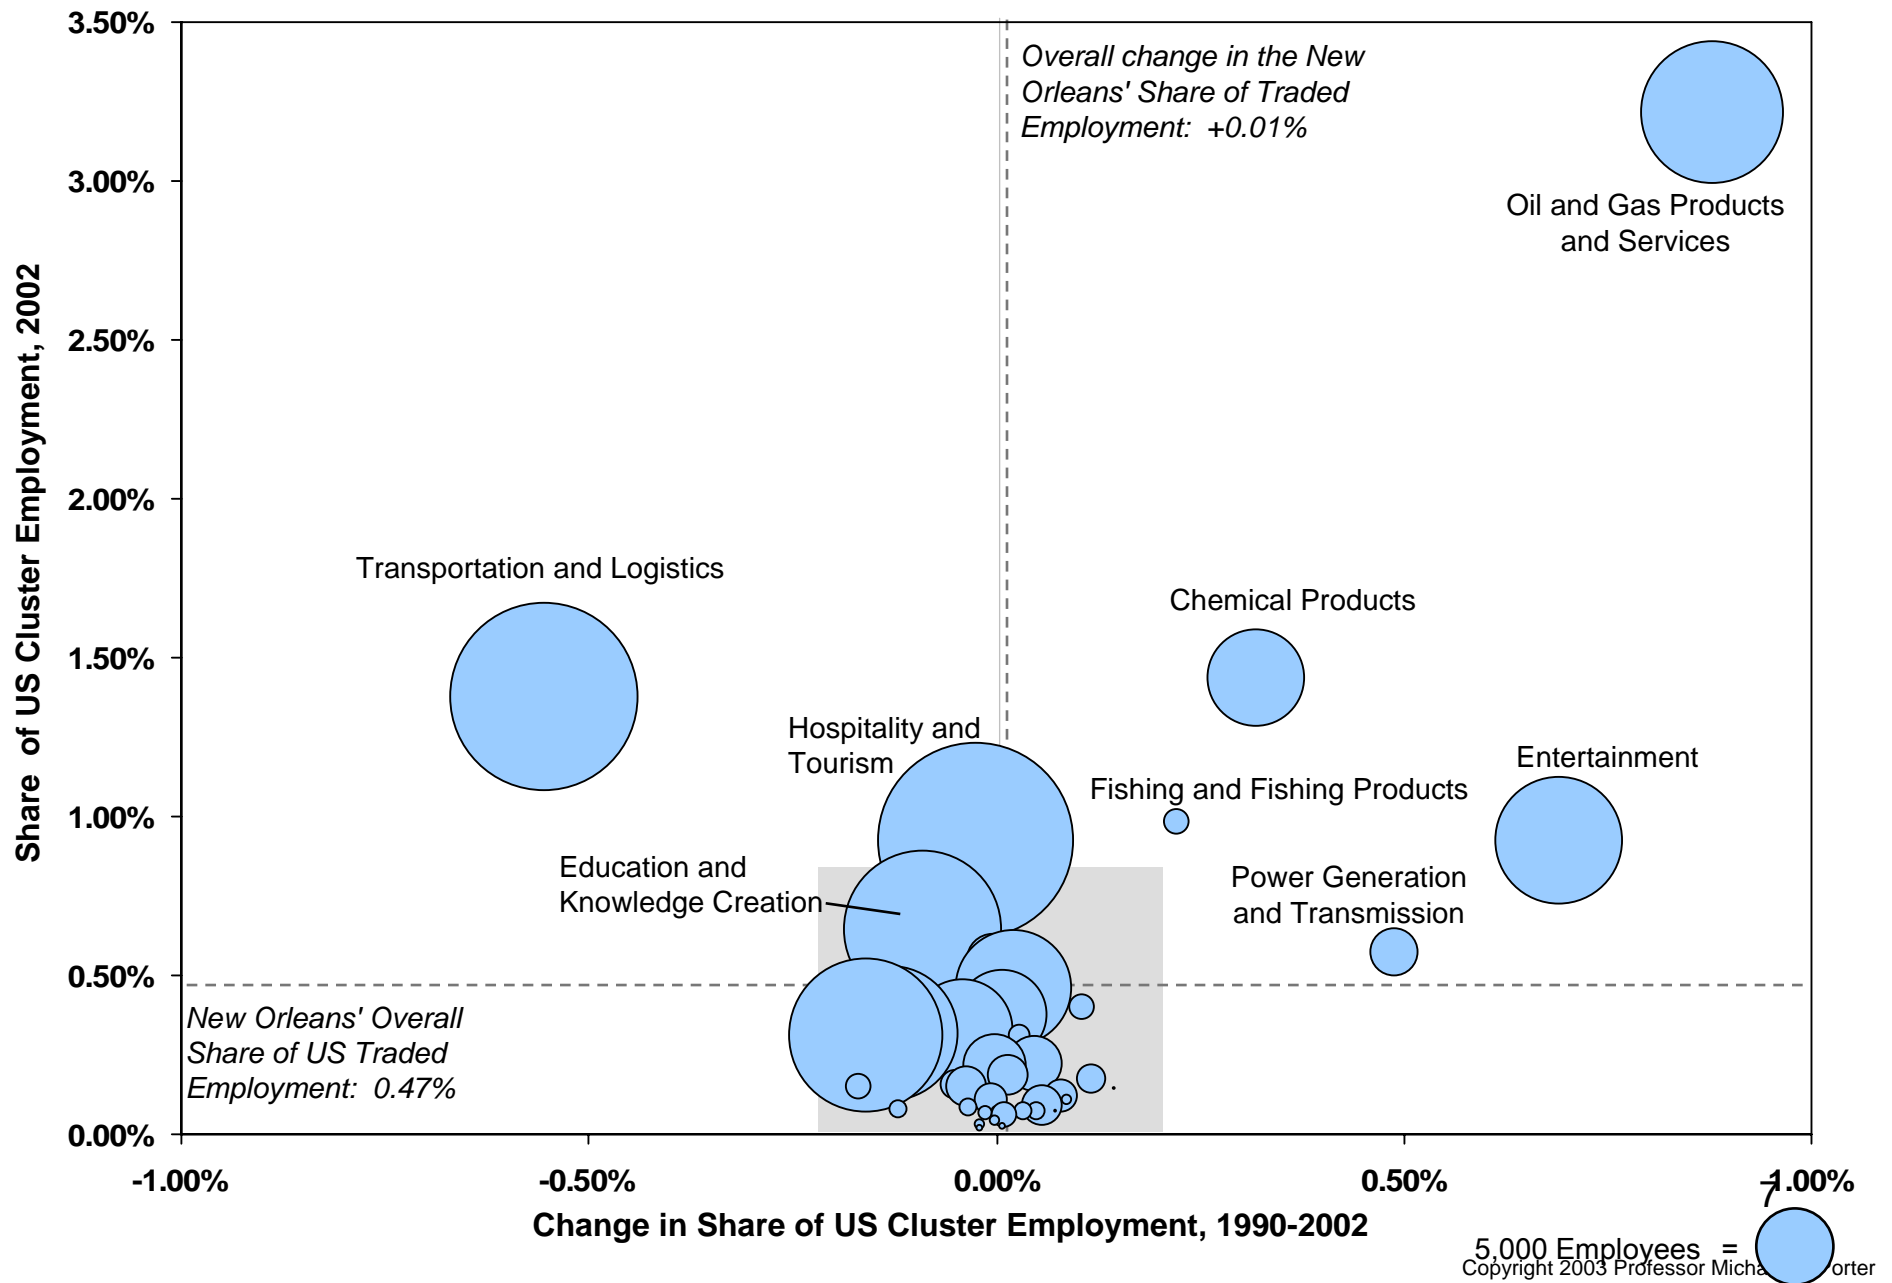 3.50%
Overall change in the New
Orleans' Share of Traded
Employment: +0.01%
3.00%
Oil and Gas Products
and Services
2.50%
Share of US Cluster Employment, 2002
2.00%
Transportation and Logistics
Chemical Products
1.50%
Hospitality and
Tourism
Entertainment
Fishing and Fishing Products
1.00%
Education and
Knowledge Creation
Power Generation
and Transmission
0.50%
New Orleans' Overall
Share of US Traded
Employment: 0.47%
0.00%
-1.00% -0.50% 0.00% 0.50% 1.00%
7
Change in Share of US Cluster Employment, 1990-2002
5,000 Employees =
Copyright 2003 Professor